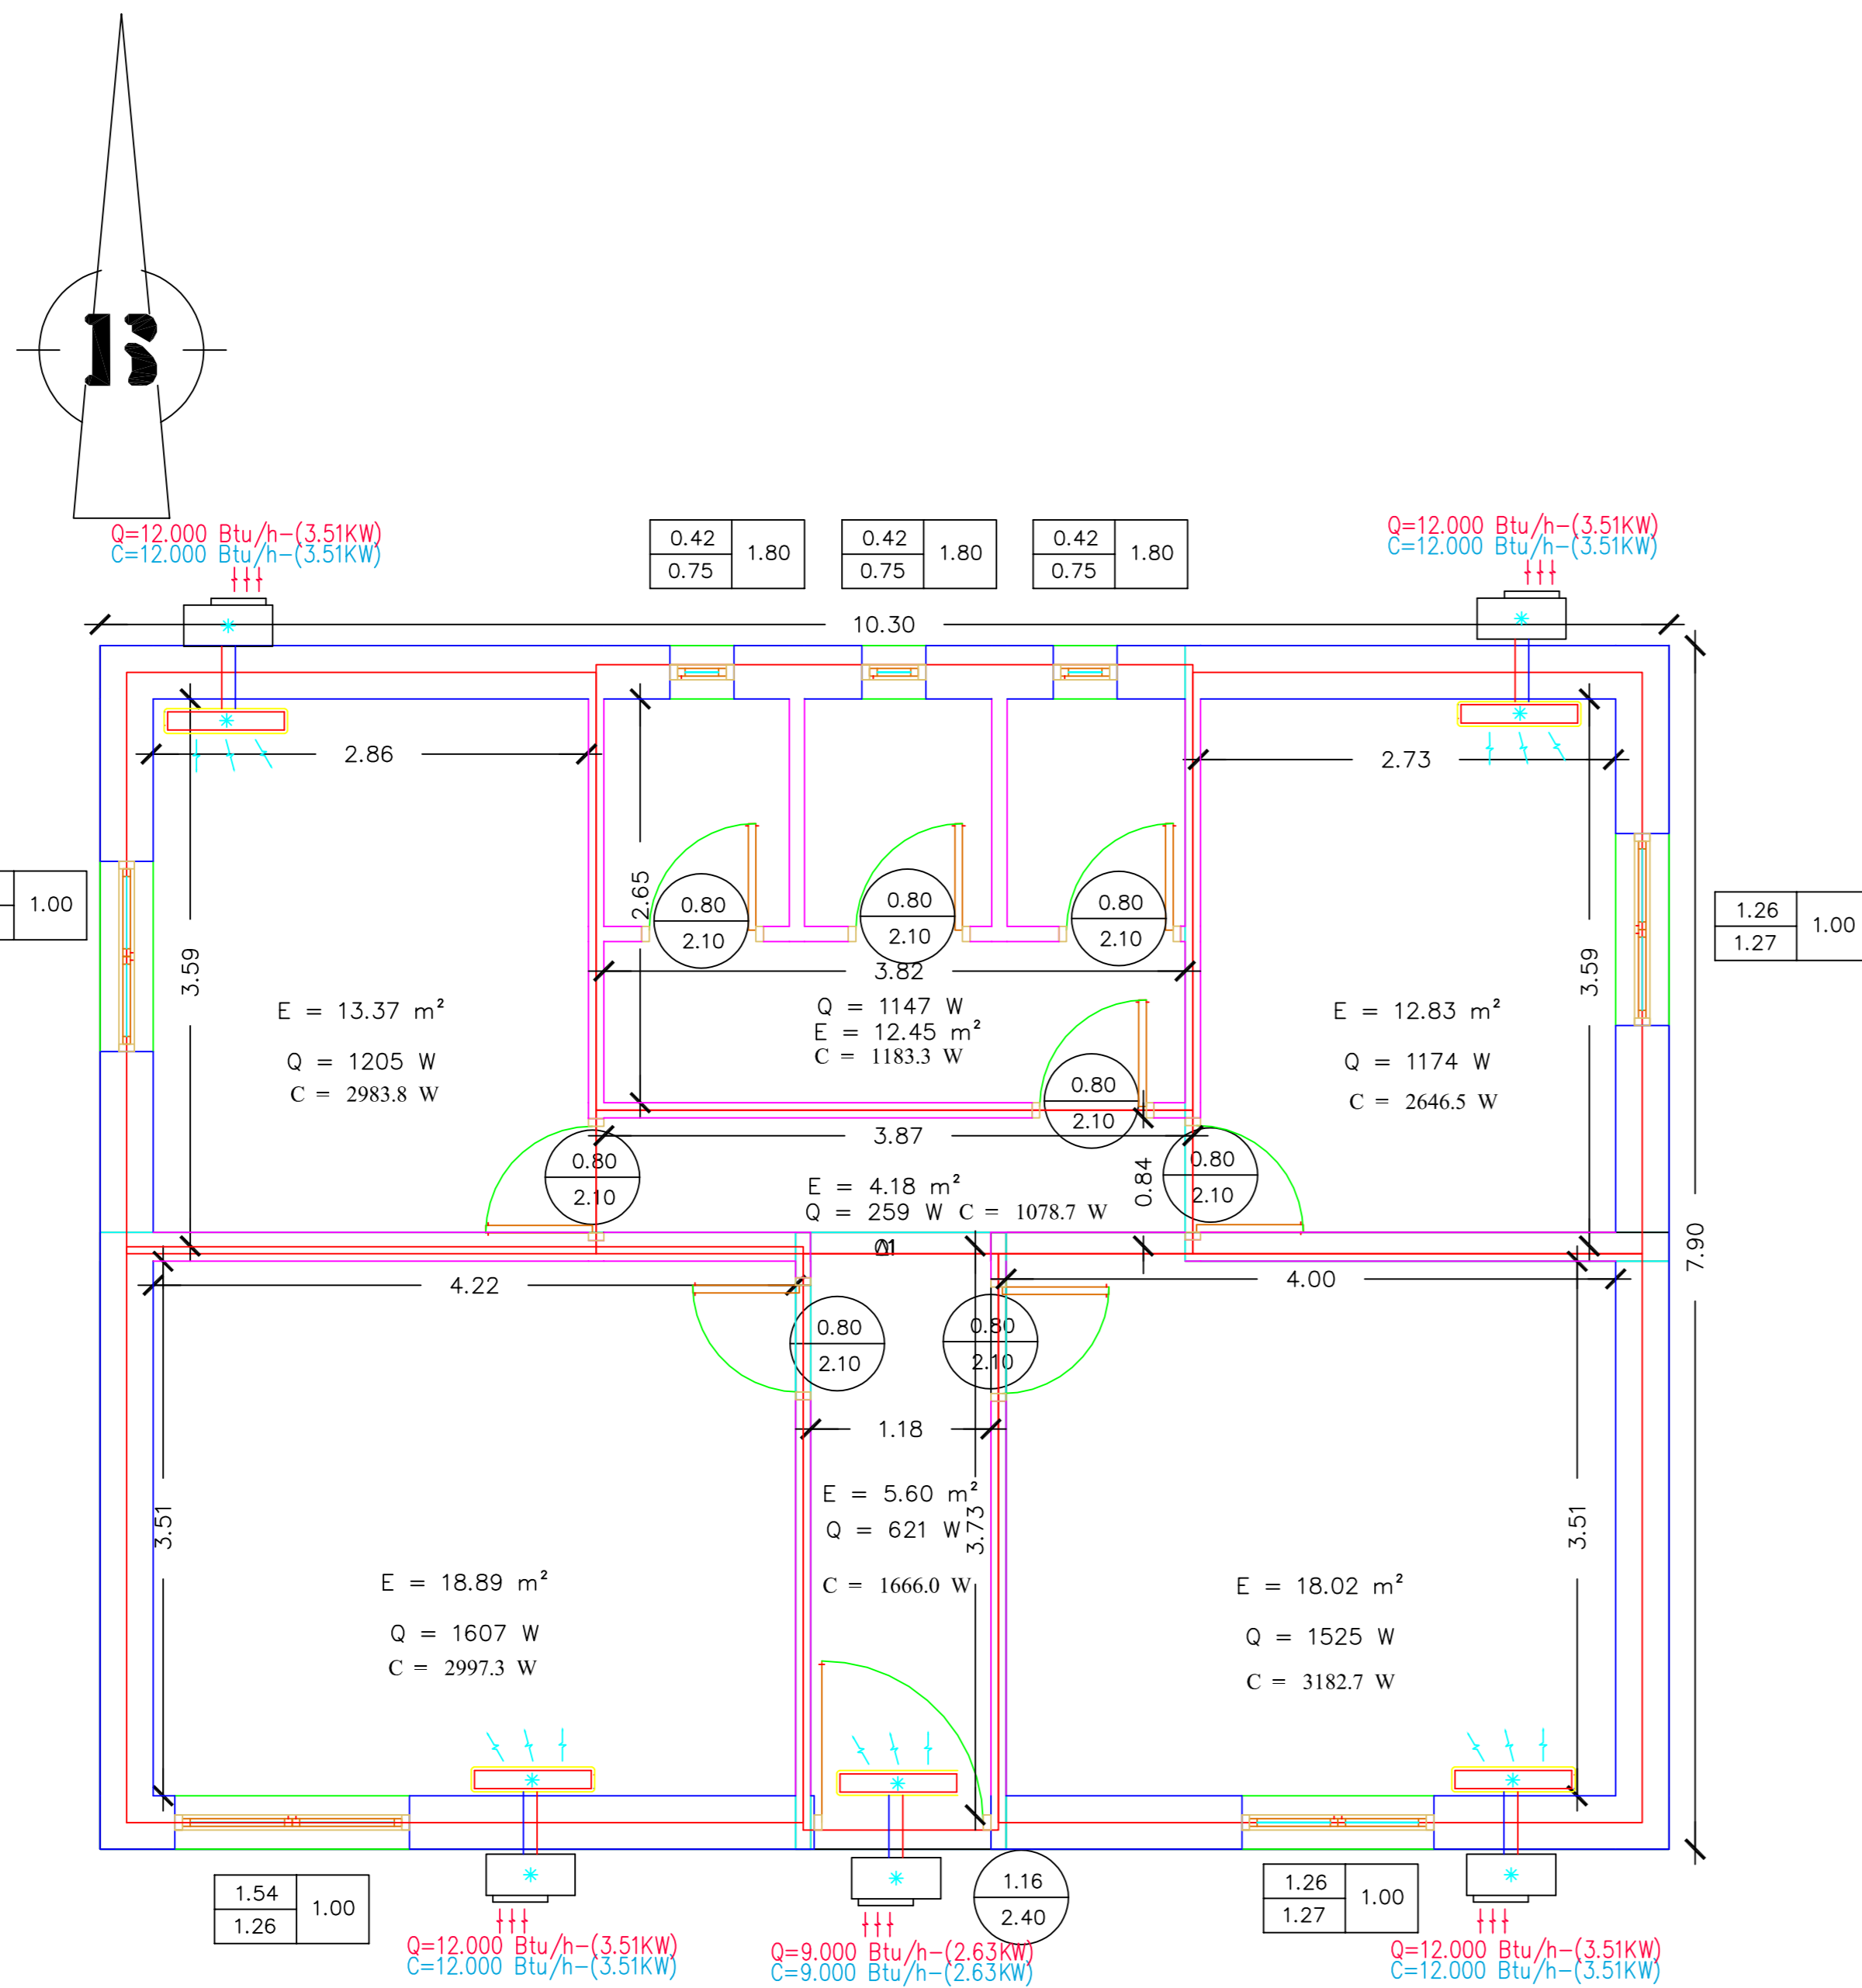 B
Q=12.000 Btu/h-(3.51KW)
C=12.000 Btu/h-(3.51KW)
0.42
0.75
1.80
0.42
0.75
1.80
0.42
0.75
1.80
Q=12.000 Btu/h-(3.51KW)
C=12.000 Btu/h-(3.51KW)
10.30
2.86
2.73
2.65
0.80
2.10
0.80
2.10
0.80
2.10
1.00
1.26
1.27
1.00
3.59
3.59
3.82
E = 13.37 m²
Q = 1205 W
C = 2983.8 W
Q = 1147 W
E = 12.45 m²
C = 1183.3 W
E = 12.83 m²
Q = 1174 W
C = 2646.5 W
0.80
2.10
3.87
0.80
2.10
0.84
0.80
2.10
E = 4.18 m²
Q = 259 W C = 1078.7 W
7.90
4.22
4.00
0.80
2.10
0.80
2.10
1.18
3.51
3.73
3.51
E = 5.60 m²
Q = 621 W
C = 1666.0 W
E = 18.89 m²
Q = 1607 W
C = 2997.3 W
E = 18.02 m²
Q = 1525 W
C = 3182.7 W
1.54
1.26
1.00
1.16
2.40
1.26
1.27
1.00
Q=12.000 Btu/h-(3.51KW)
C=12.000 Btu/h-(3.51KW)
Q=9.000 Btu/h-(2.63KW)
C=9.000 Btu/h-(2.63KW)
Q=12.000 Btu/h-(3.51KW)
C=12.000 Btu/h-(3.51KW)